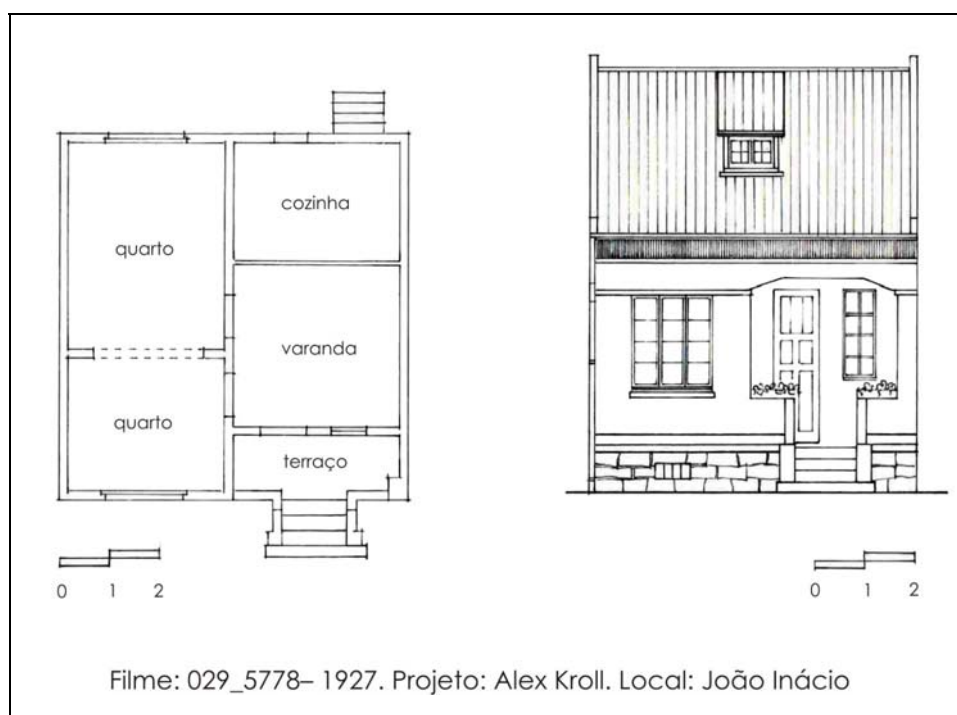 quarto
cozinha
varanda
quarto
terraço
0 1 2
0 1 2
Filme: 029_5778– 1927. Projeto: Alex Kroll. Local: João Inácio